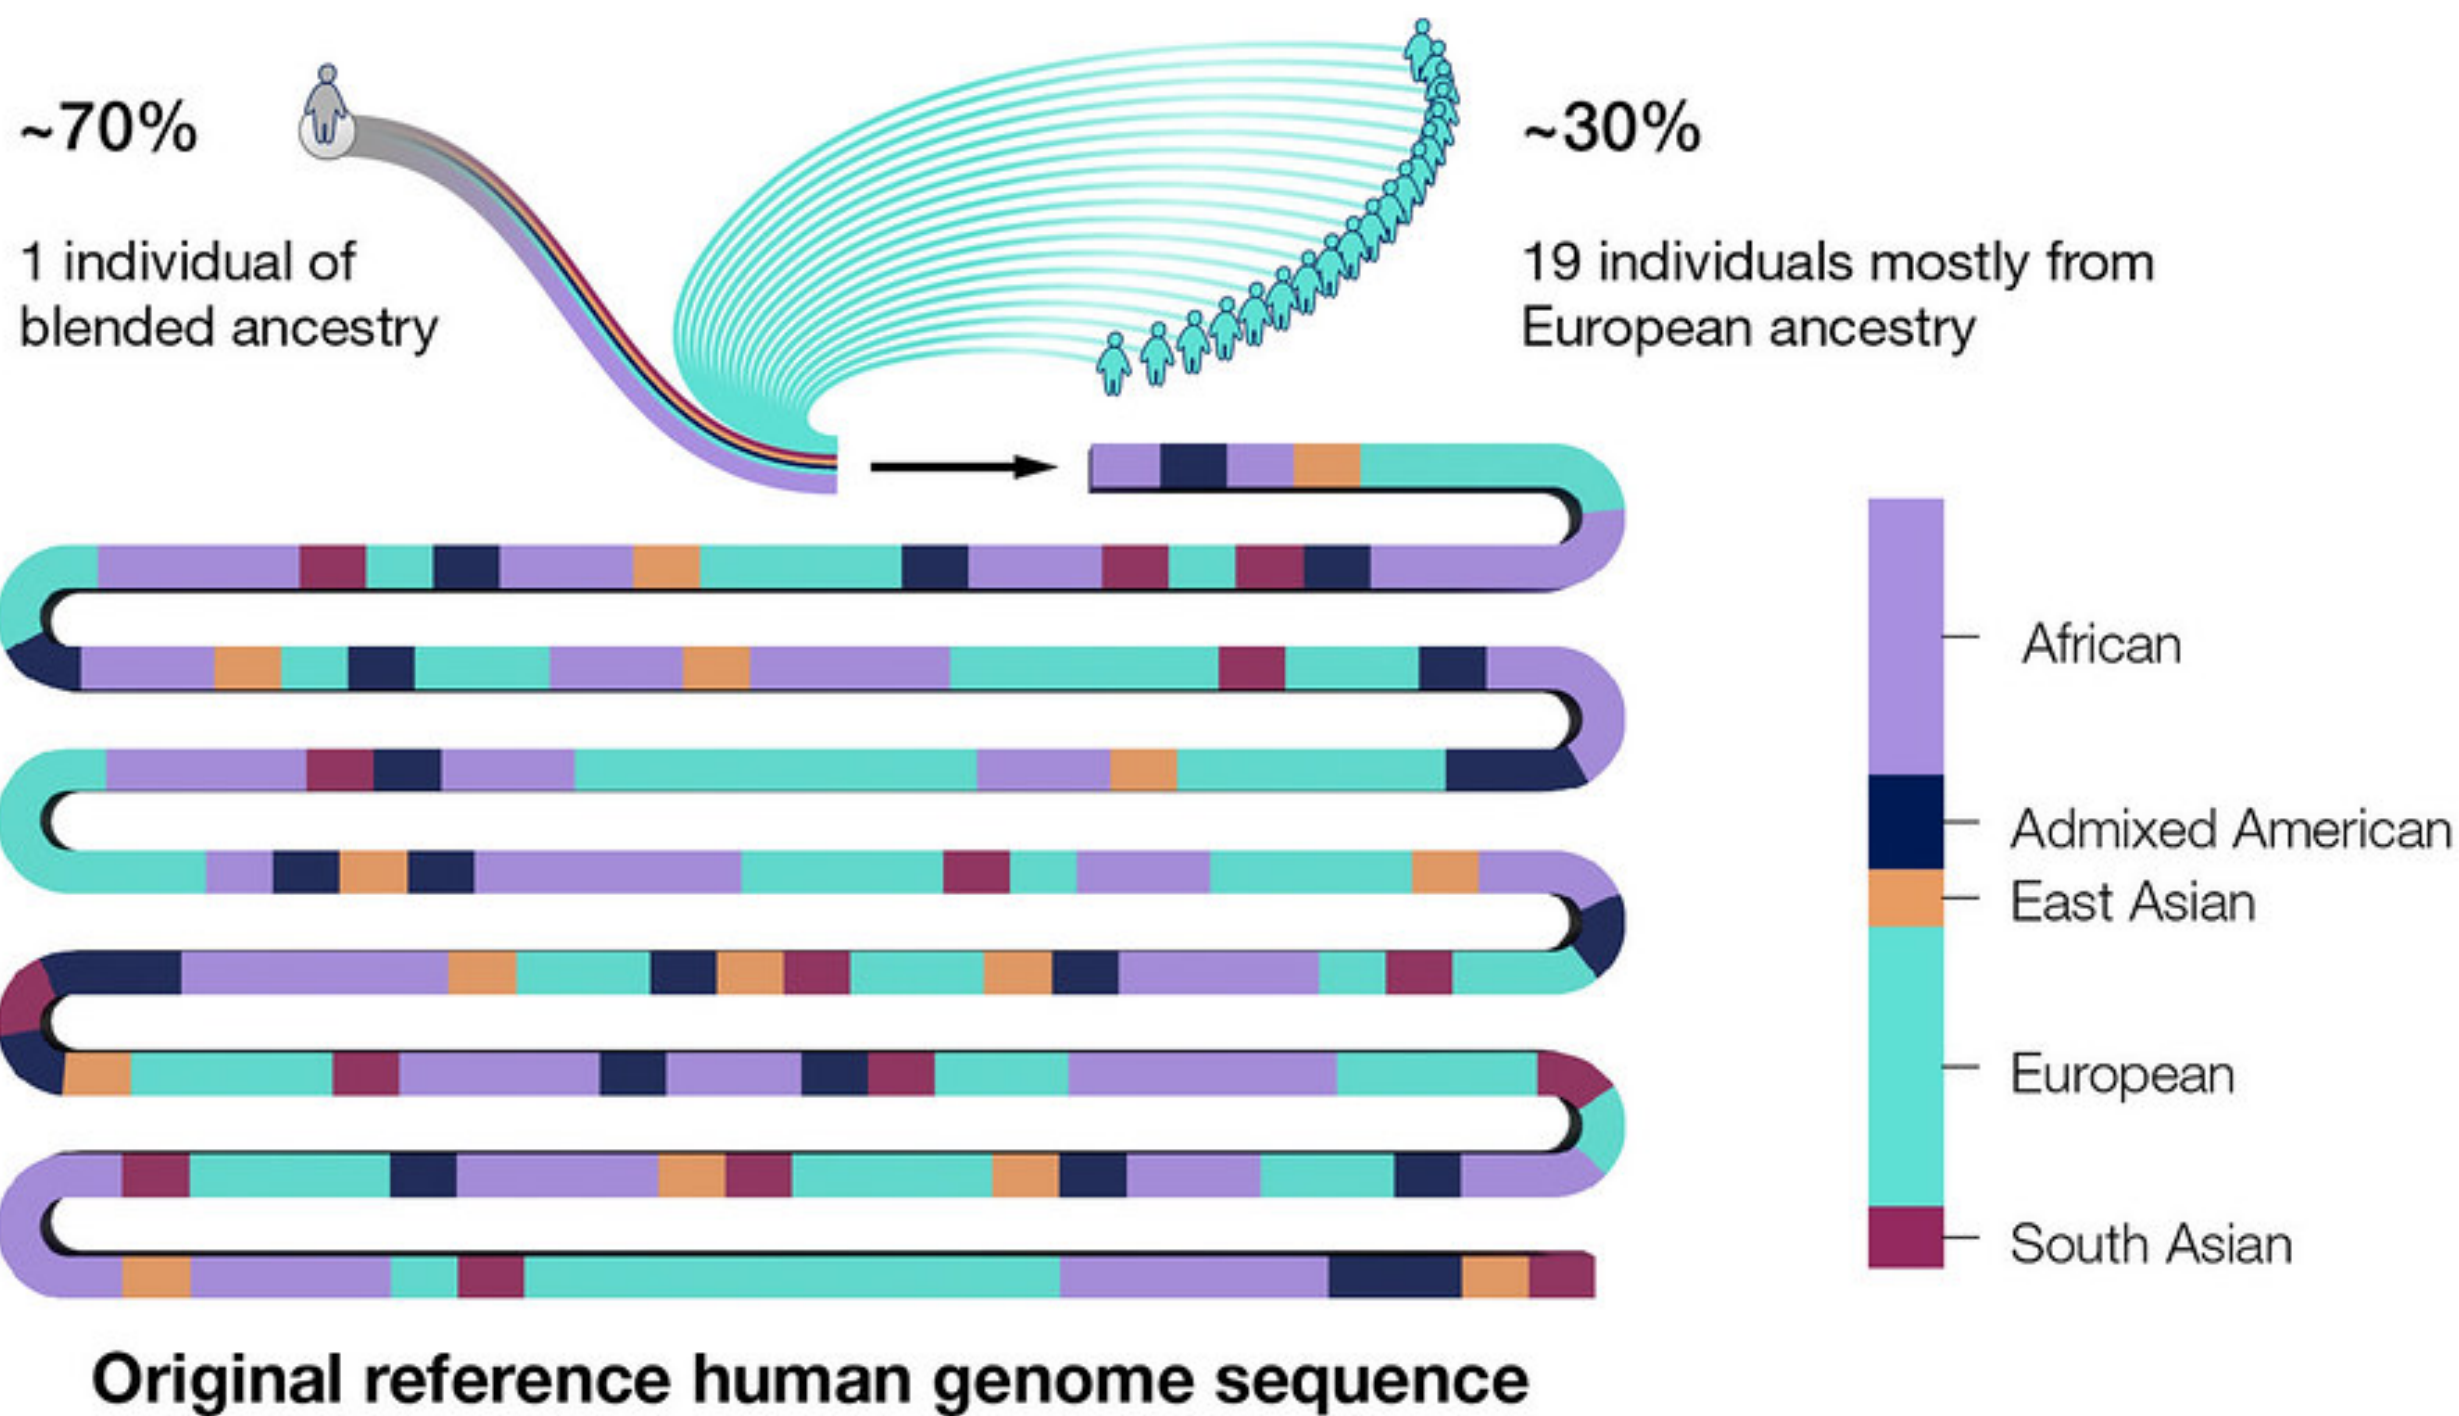 ~70%
1 individual of
blended ancestry
~30%
19 individuals mostly from
European ancestry
African
Admixed American
East Asian
European
South Asian
Original reference human genome sequence